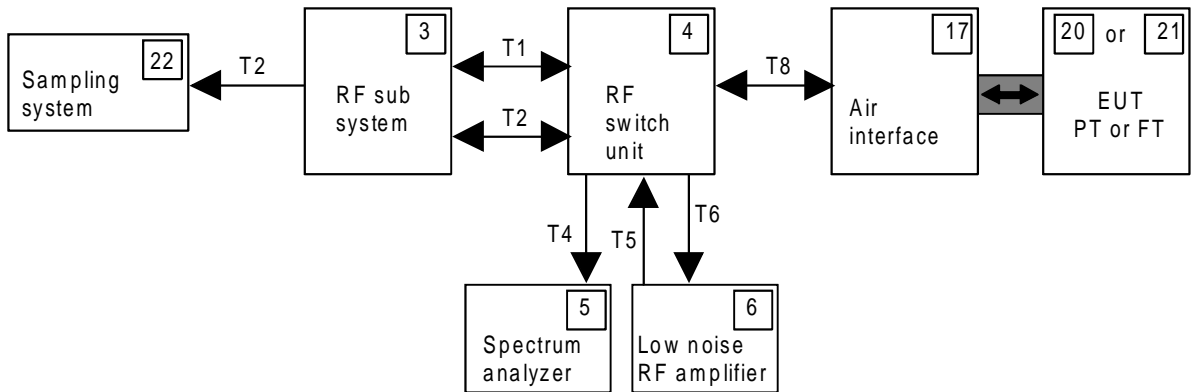 22
Sampling
system
T2
3
RF sub
system
T1
T2
4
RF
switch
unit
T8
17
Air
interface
20 or 21
EUT
PT or FT
T4
T5
T6
5
Spectrum
analyzer
6
Low noise
RF amplifier